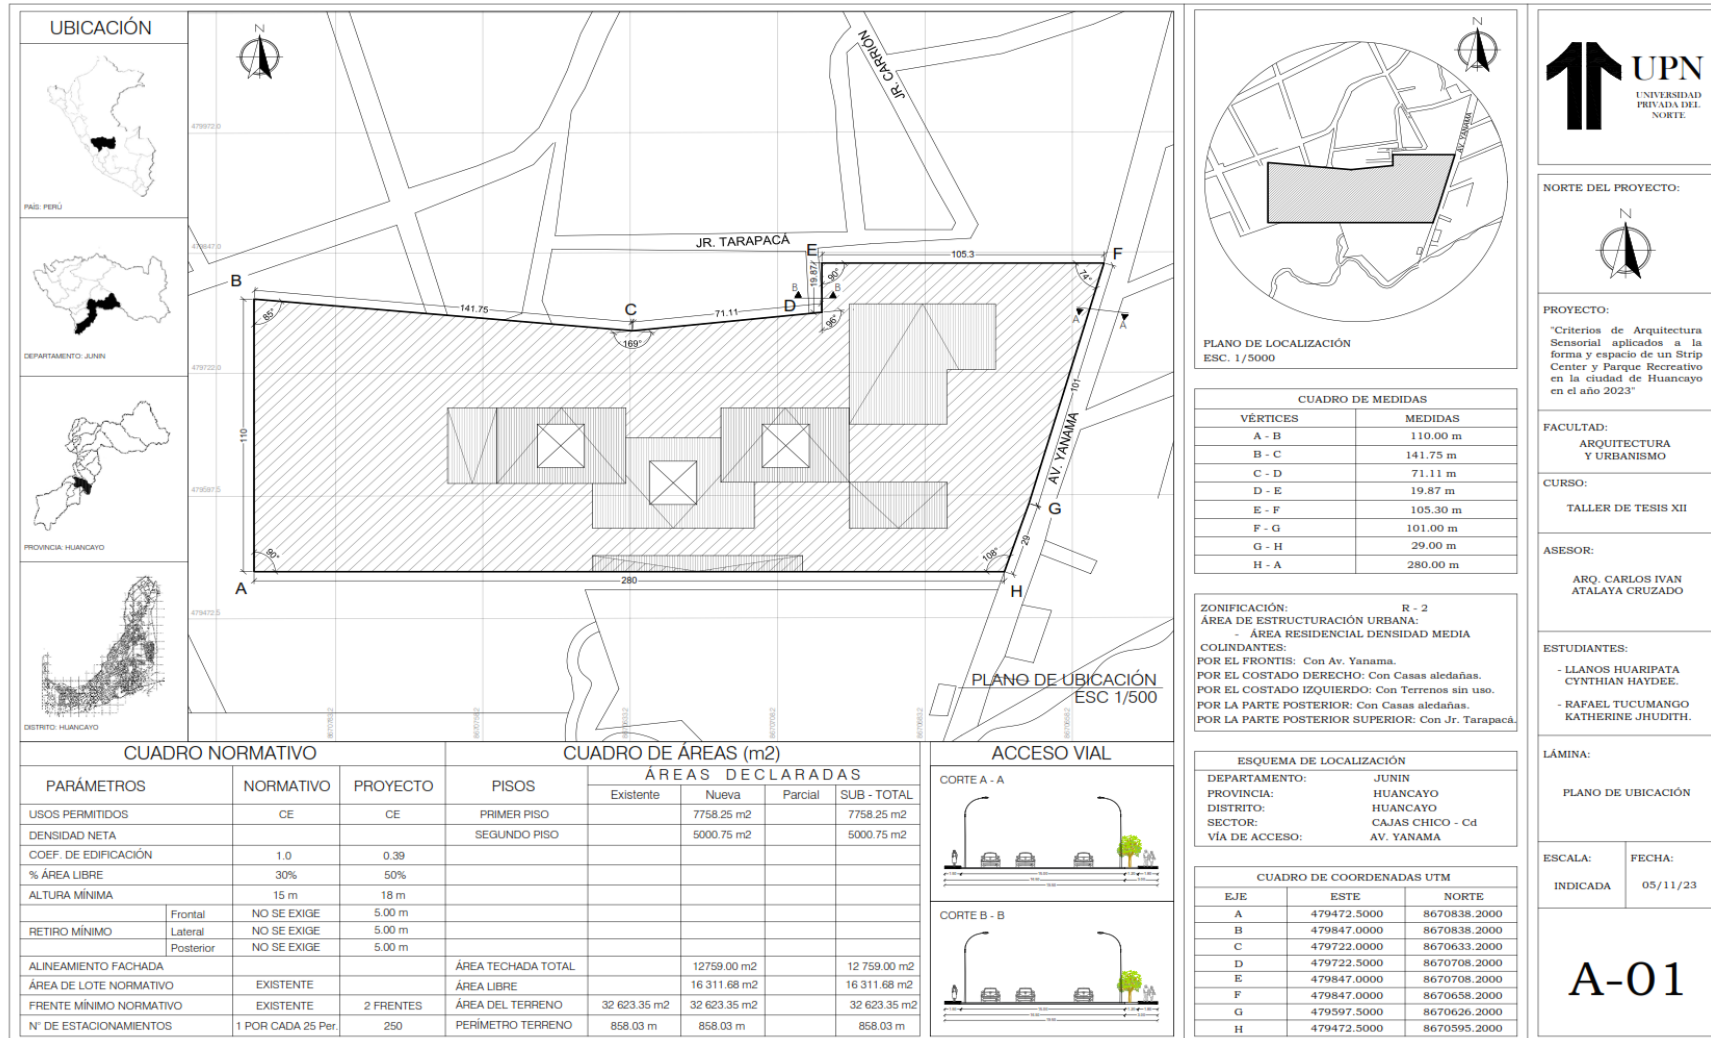 UBICACIÓN
PAÍS: PERÚ
DEPARTAMENTO: JUNIN
PROVINCIA: HUANCAYO
DISTRITO: HUANCAYO
N
JR. CARRIÓN
JR. TARAPACÁ
AV. YANAMA
479972.0
479847.0
479722.0
479597.5
479472.5
A
B
C
D
E
F
G
H
110
141.75
71.11
19.87
105.3
101
29
280
85°
169°
96°
90°
74°
108°
90°
B B
A A
PLANO DE UBICACIÓN
ESC 1/500
N
AV. YANAMA
PLANO DE LOCALIZACIÓN
ESC. 1/5000
CUADRO DE MEDIDAS
VÉRTICES MEDIDAS
A - B 110.00 m
B - C 141.75 m
C - D 71.11 m
D - E 19.87 m
E - F 105.30 m
F - G 101.00 m
G - H 29.00 m
H - A 280.00 m
ZONIFICACIÓN: R - 2
ÁREA DE ESTRUCTURACIÓN URBANA:
- ÁREA RESIDENCIAL DENSIDAD MEDIA
COLINDANTES:
POR EL FRONTIS: Con Av. Yanama.
POR EL COSTADO DERECHO: Con Casas aledañas.
POR EL COSTADO IZQUIERDO: Con Terrenos sin uso.
POR LA PARTE POSTERIOR: Con Casas aledañas.
POR LA PARTE POSTERIOR SUPERIOR: Con Jr. Tarapacá.
ESQUEMA DE LOCALIZACIÓN
DEPARTAMENTO: JUNIN
PROVINCIA: HUANCAYO
DISTRITO: HUANCAYO
SECTOR: CAJAS CHICO - Cd
VÍA DE ACCESO: AV. YANAMA
CUADRO DE COORDENADAS UTM
EJE ESTE NORTE
A 479472.5000 8670838.2000
B 479847.0000 8670838.2000
C 479722.0000 8670633.2000
D 479722.5000 8670708.2000
E 479847.0000 8670708.2000
F 479847.0000 8670658.2000
G 479597.5000 8670626.2000
H 479472.5000 8670595.2000
CUADRO NORMATIVO
PARÁMETROS NORMATIVO PROYECTO
USOS PERMITIDOS CE CE
DENSIDAD NETA
COEF. DE EDIFICACIÓN 1.0 0.39
% ÁREA LIBRE 30% 50%
ALTURA MÍNIMA 15 m 18 m
RETIRO MÍNIMO
Frontal NO SE EXIGE 5.00 m
Lateral NO SE EXIGE 5.00 m
Posterior NO SE EXIGE 5.00 m
ALINEAMIENTO FACHADA
ÁREA DE LOTE NORMATIVO EXISTENTE
FRENTE MÍNIMO NORMATIVO EXISTENTE 2 FRENTES
N° DE ESTACIONAMIENTOS 1 POR CADA 25 Per. 250
CUADRO DE ÁREAS (m2)
PISOS ÁREAS DECLARADAS
Existente Nueva Parcial SUB - TOTAL
PRIMER PISO 7758.25 m2 7758.25 m2
SEGUNDO PISO 5000.75 m2 5000.75 m2
ÁREA TECHADA TOTAL 12759.00 m2 12 759.00 m2
ÁREA LIBRE 16 311.68 m2 16 311.68 m2
ÁREA DEL TERRENO 32 623.35 m2 32 623.35 m2 32 623.35 m2
PERÍMETRO TERRENO 858.03 m 858.03 m 858.03 m
ACCESO VIAL
CORTE A - A
CORTE B - B
UPN
UNIVERSIDAD
PRIVADA DEL
NORTE
NORTE DEL PROYECTO:
N
PROYECTO:
"Criterios de Arquitectura
Sensorial aplicados a la
forma y espacio de un Strip
Center y Parque Recreativo
en la ciudad de Huancayo
en el año 2023"
FACULTAD:
ARQUITECTURA
Y URBANISMO
CURSO:
TALLER DE TESIS XII
ASESOR:
ARQ. CARLOS IVAN
ATALAYA CRUZADO
ESTUDIANTES:
- LLANOS HUARIPATA
CYNTHIAN HAYDEE.
- RAFAEL TUCUMANGO
KATHERINE JHUDITH.
LÁMINA:
PLANO DE UBICACIÓN
ESCALA:
INDICADA
FECHA:
05/11/23
A-01